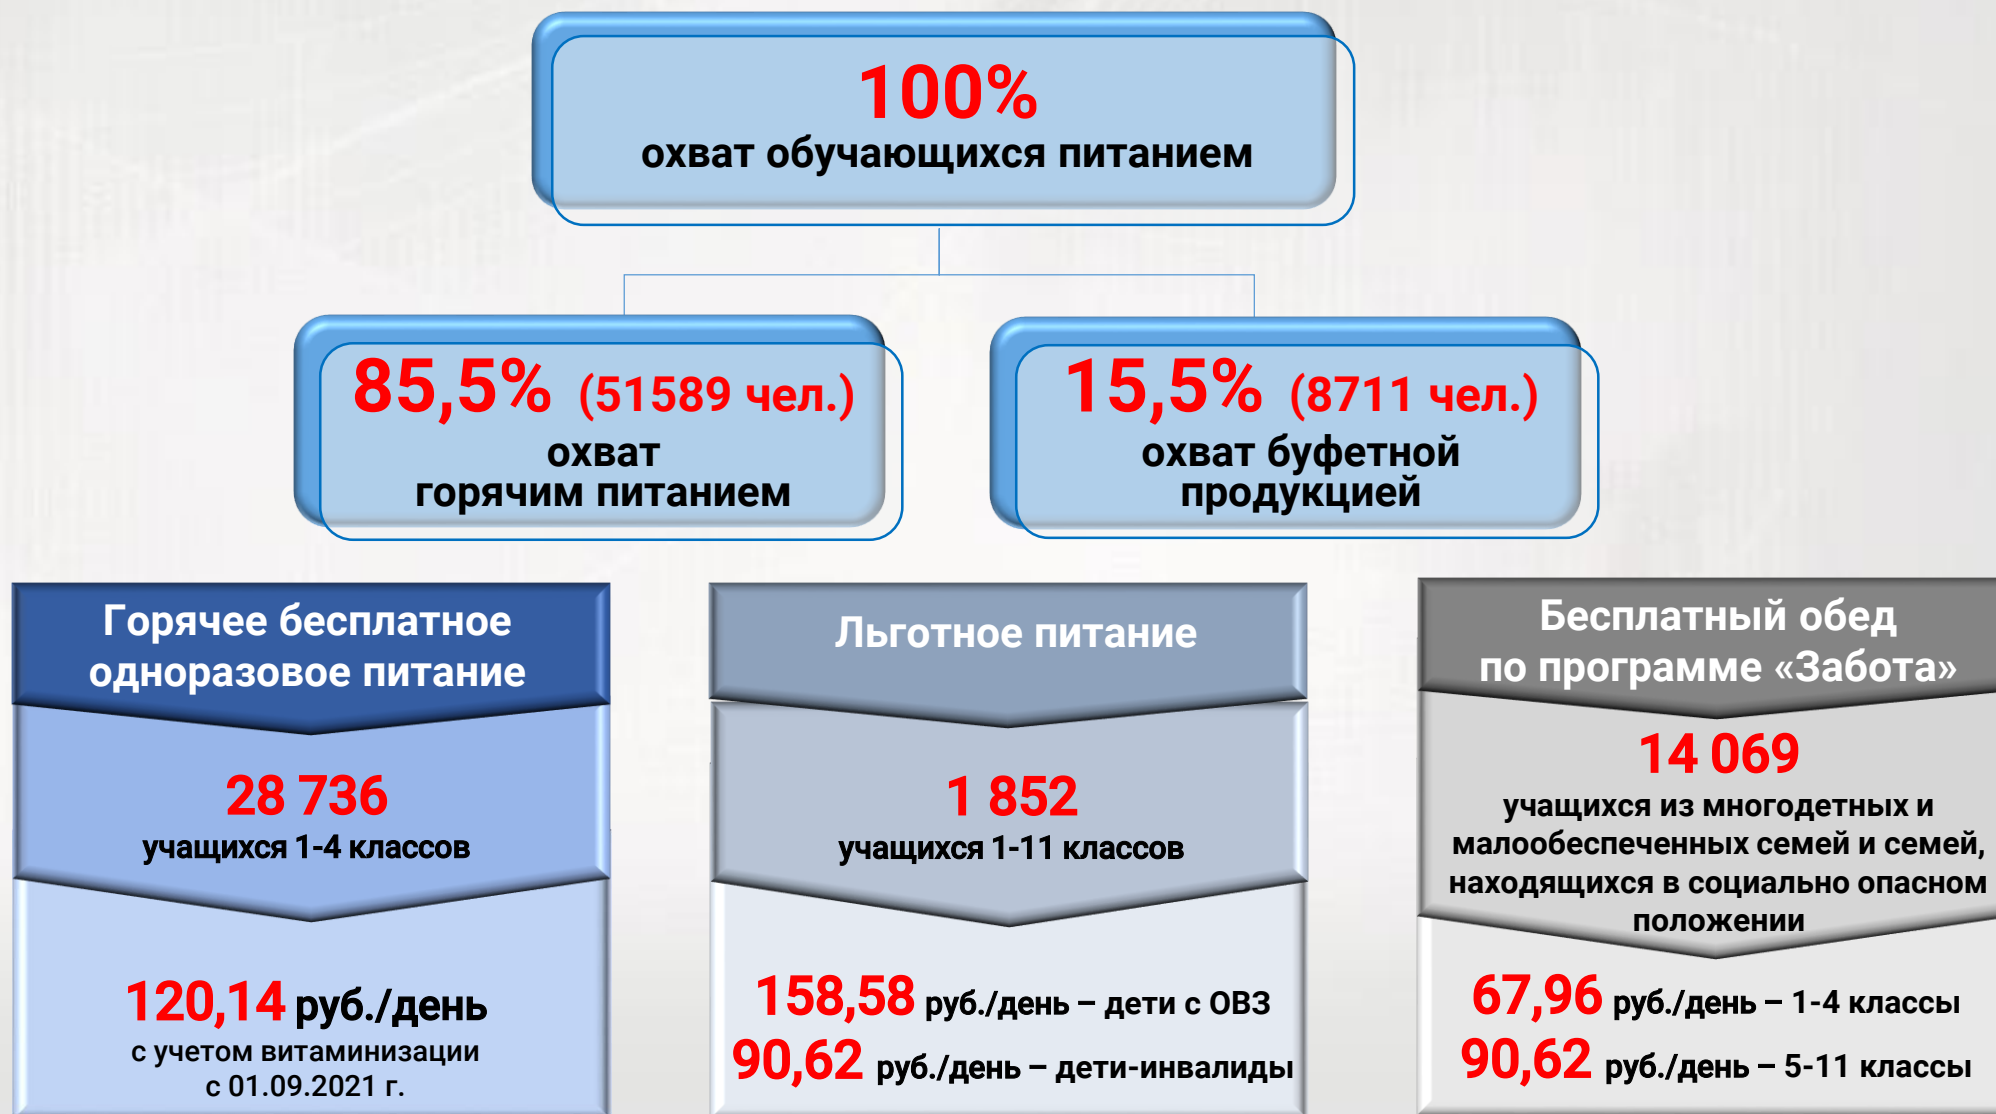 100%
охват обучающихся питанием
85,5% (51589 чел.)
охват
горячим питанием
15,5% (8711 чел.)
охват буфетной
продукцией
Горячее бесплатное
одноразовое питание
28 736
учащихся 1-4 классов
120,14 руб./день
с учетом витаминизации
с 01.09.2021 г.
Льготное питание
1 852
учащихся 1-11 классов
158,58 руб./день – дети с ОВЗ
90,62 руб./день – дети-инвалиды
Бесплатный обед
по программе «Забота»
14 069
учащихся из многодетных и
малообеспеченных семей и семей,
находящихся в социально опасном
положении
67,96 руб./день – 1-4 классы
90,62 руб./день – 5-11 классы